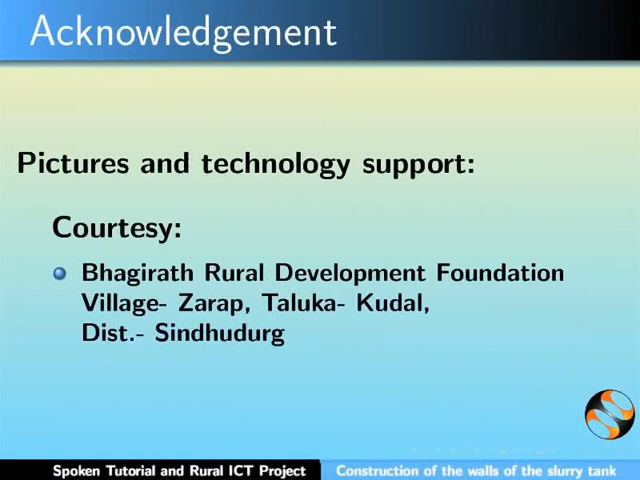 Acknowledgement
Pictures and technology support:
Courtesy:
Bhagirath Rural Development Foundation
Village- Zarap, Taluka- Kudal,
Dist.- Sindhudurg
Spoken Tutorial and Rural ICT Project
Construction of the walls of the slurry tank